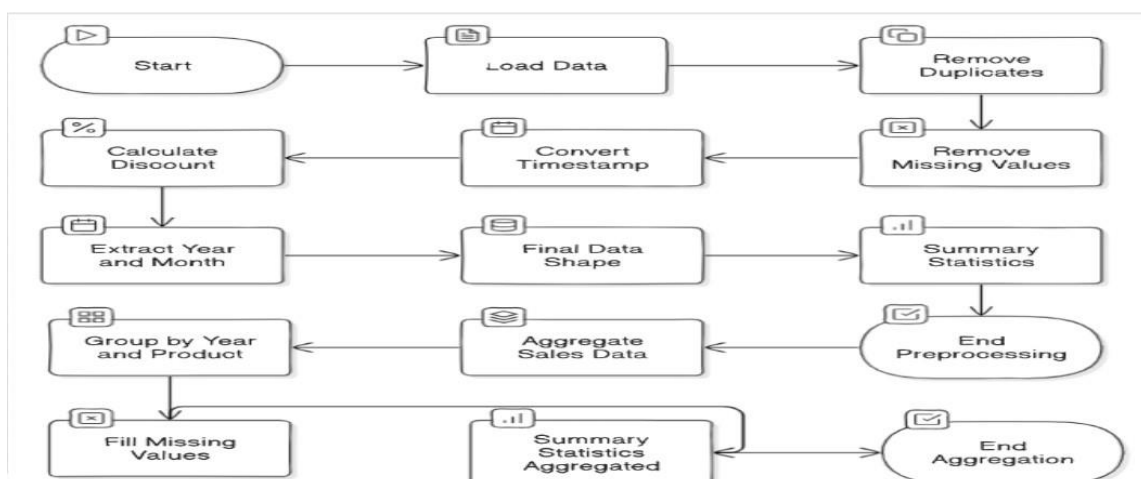 Start
Load Data
Remove
Duplicates
Calculate
Discount
Convert
Timestamp
Remove
Missing Values
Extract Year
and Month
Final Data
Shape
Summary
Statistics
Group by Year
and Product
Aggregate
Sales Data
End
Preprocessing
Fill Missing
Values
Summary
Statistics
Aggregated
End
Aggregation